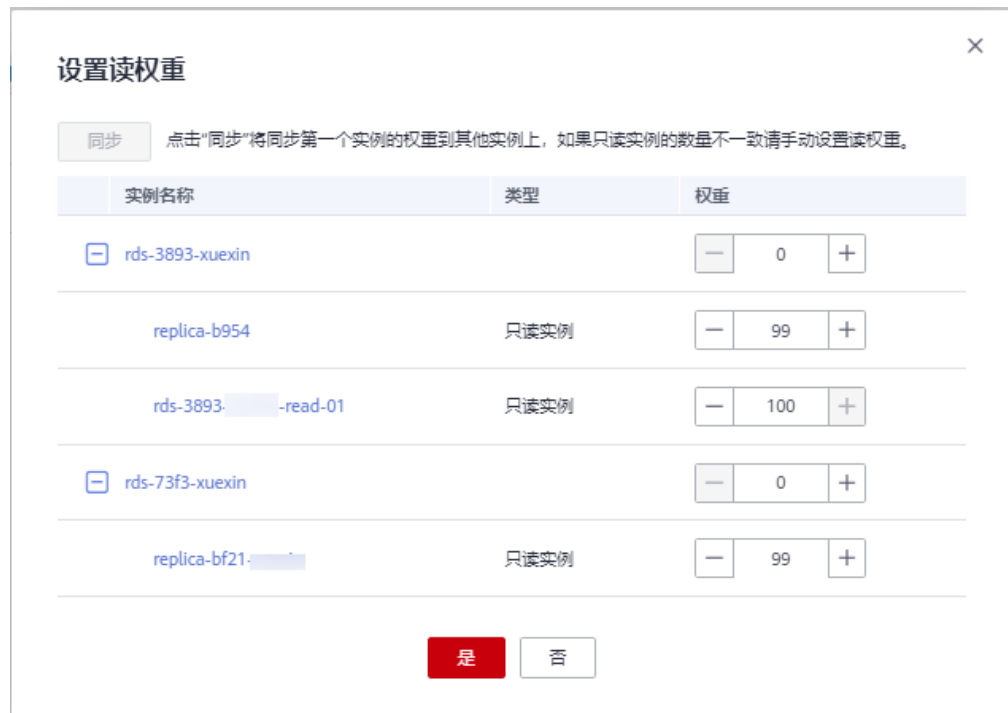 设置读权重
同步 点击“同步”将同步第一个实例的权重到其他实例上，如果只读实例的数量不一致请手动设置读权重。
实例名称 类型 权重
rds-3893-xuexin 0
replica-b954 只读实例 99
rds-3893- -read-01 只读实例 100
rds-73f3-xuexin 0
replica-bf21- 只读实例 99
是 否